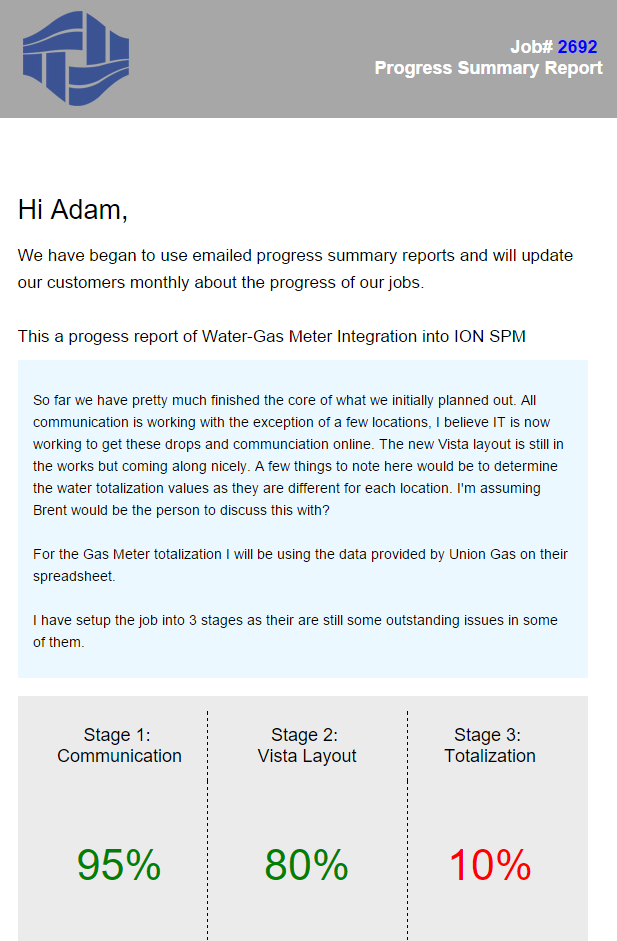 Job# 2692
Progress Summary Report
Hi Adam,
We have began to use emailed progress summary reports and will update
our customers monthly about the progress of our jobs.
This a progess report of Water-Gas Meter Integration into ION SPM
So far we have pretty much finished the core of what we initially planned out. All
communication is working with the exception of a few locations, I believe IT is now
working to get these drops and communciation online. The new Vista layout is still in
the works but coming along nicely. A few things to note here would be to determine
the water totalization values as they are different for each location. I'm assuming
Brent would be the person to discuss this with?
For the Gas Meter totalization I will be using the data provided by Union Gas on their
spreadsheet.
I have setup the job into 3 stages as their are still some outstanding issues in some
of them.
Stage 1:
Communication
95%
Stage 2:
Vista Layout
80%
Stage 3:
Totalization
10%